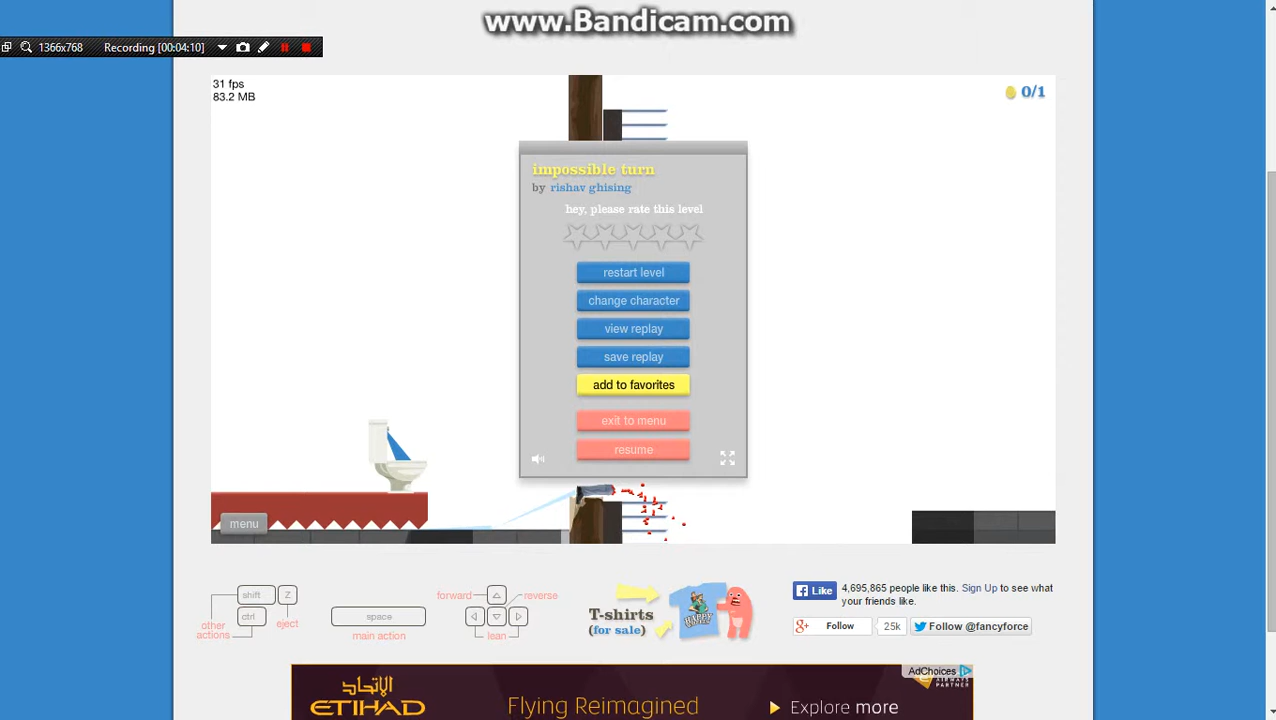 www.Bandicam.com
1366x768 Recording [00:04:10]
31 fps
83.2 MB
0/1
impossible turn
by rishav ghising
hey, please rate this level
restart level
change character
view replay
save replay
add to favorites
exit to menu
resume
menu
shift Z
ctrl
other actions
eject
space
main action
forward
reverse
lean
T-shirts
(for sale)
HAPPY
Like 4,695,865 people like this. Sign Up to see what
your friends like.
Follow 25k Follow @fancyforce
AdChoices
الإتحاد
ETIHAD
Flying Reimagined
Explore more
PARTNER